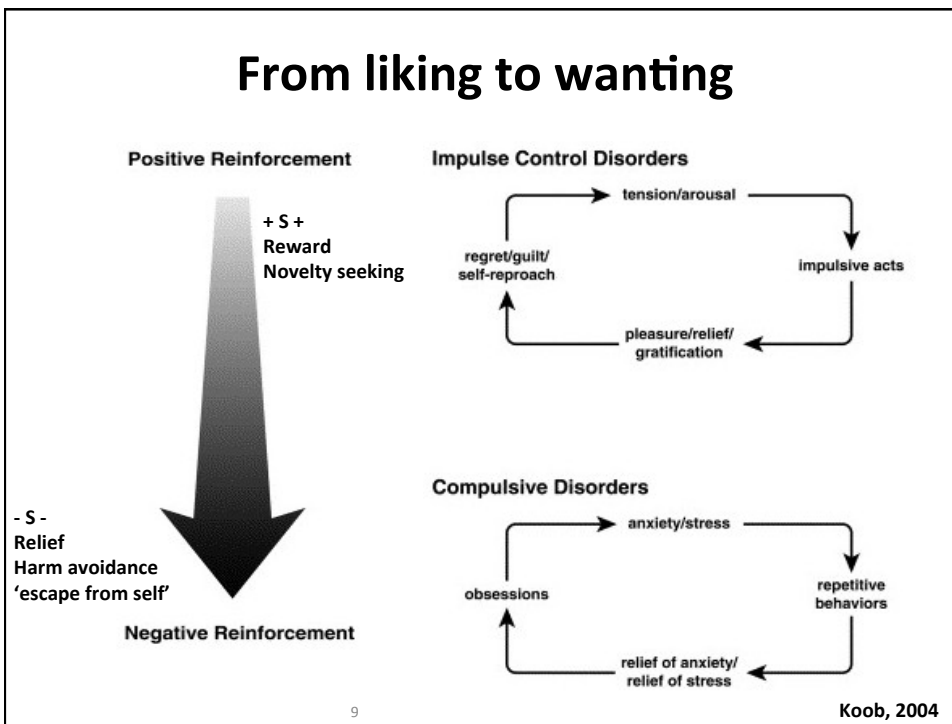 From liking to wanting
Positive Reinforcement
+ S +
Reward
Novelty seeking
- S -
Relief
Harm avoidance
‘escape from self’
Negative Reinforcement
Impulse Control Disorders
tension/arousal
impulsive acts
pleasure/relief/
gratification
regret/guilt/
self-reproach
Compulsive Disorders
anxiety/stress
repetitive
behaviors
relief of anxiety/
relief of stress
obsessions
9
Koob, 2004